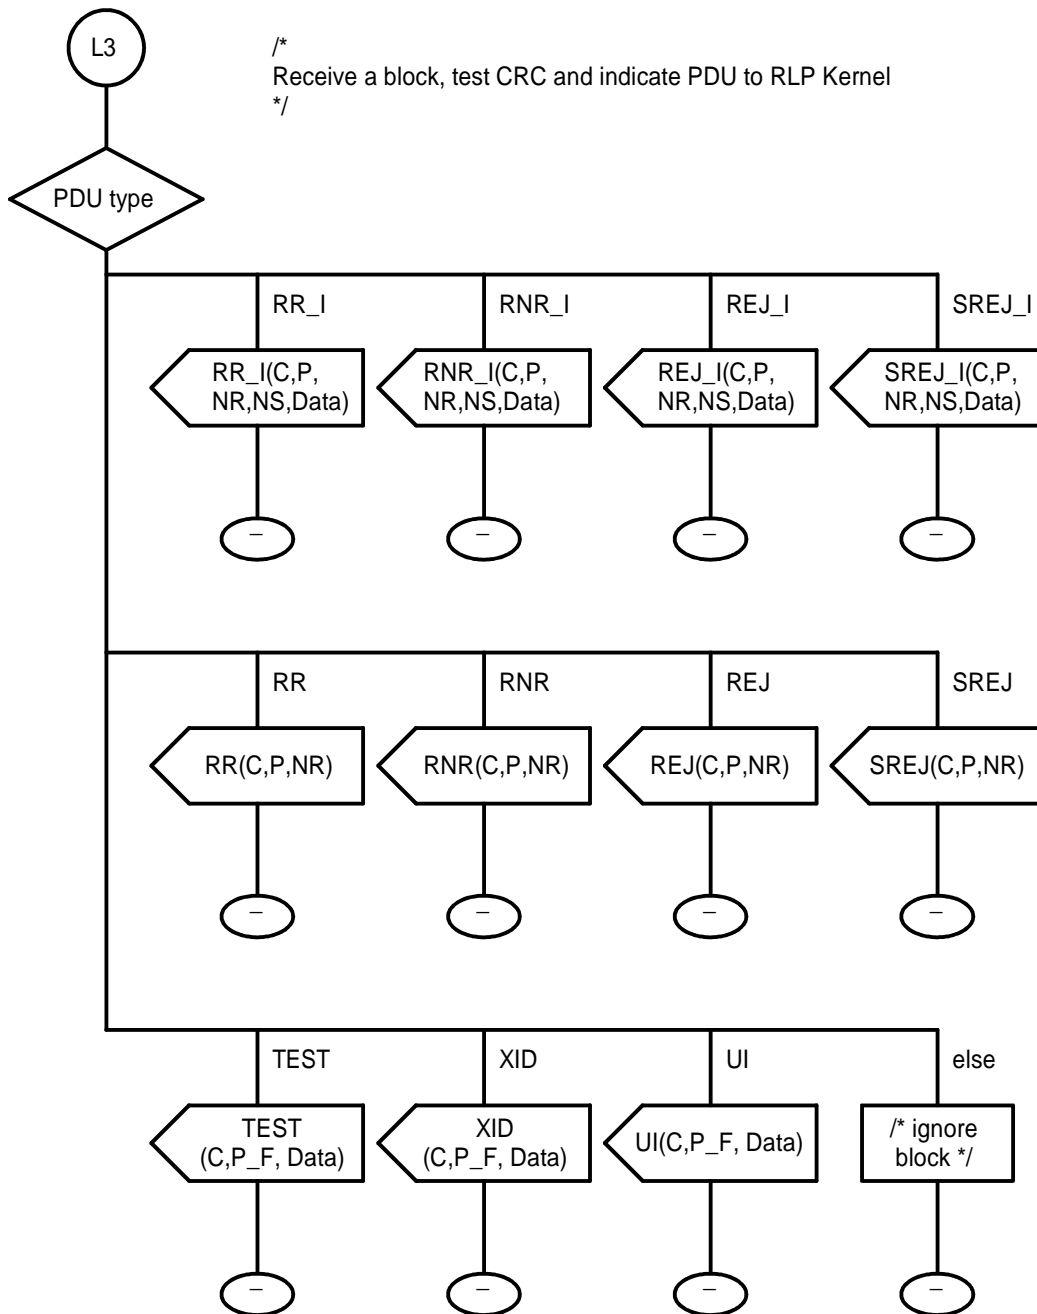 L3
/*
Receive a block, test CRC and indicate PDU to RLP Kernel
*/
PDU type
RR_I
RNR_I
REJ_I
SREJ_I
RR_I(C,P,
NR,NS,Data)
RNR_I(C,P,
NR,NS,Data)
REJ_I(C,P,
NR,NS,Data)
SREJ_I(C,P,
NR,NS,Data)
–
–
–
–
RR
RNR
REJ
SREJ
RR(C,P,NR)
RNR(C,P,NR)
REJ(C,P,NR)
SREJ(C,P,NR)
–
–
–
–
TEST
XID
UI
else
TEST
(C,P_F, Data)
XID
(C,P_F, Data)
UI(C,P_F, Data)
/* ignore
block */
–
–
–
–